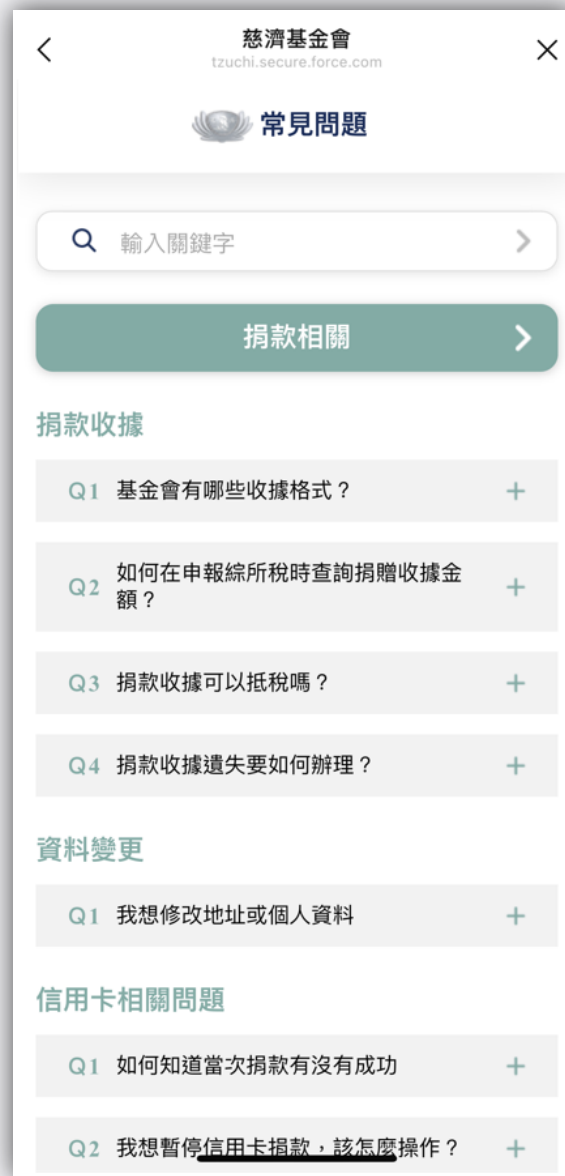 慈濟基金會
tzuchi.secure.force.com
常見問題
輸入關鍵字
捐款相關
捐款收據
Q1 基金會有哪些收據格式？
Q2 如何在申報綜所稅時查詢捐贈收據金
額？
Q3 捐款收據可以抵稅嗎？
Q4 捐款收據遺失要如何辦理？
資料變更
Q1 我想修改地址或個人資料
信用卡相關問題
Q1 如何知道當次捐款有沒有成功
Q2 我想暫停信用卡捐款，該怎麼操作？